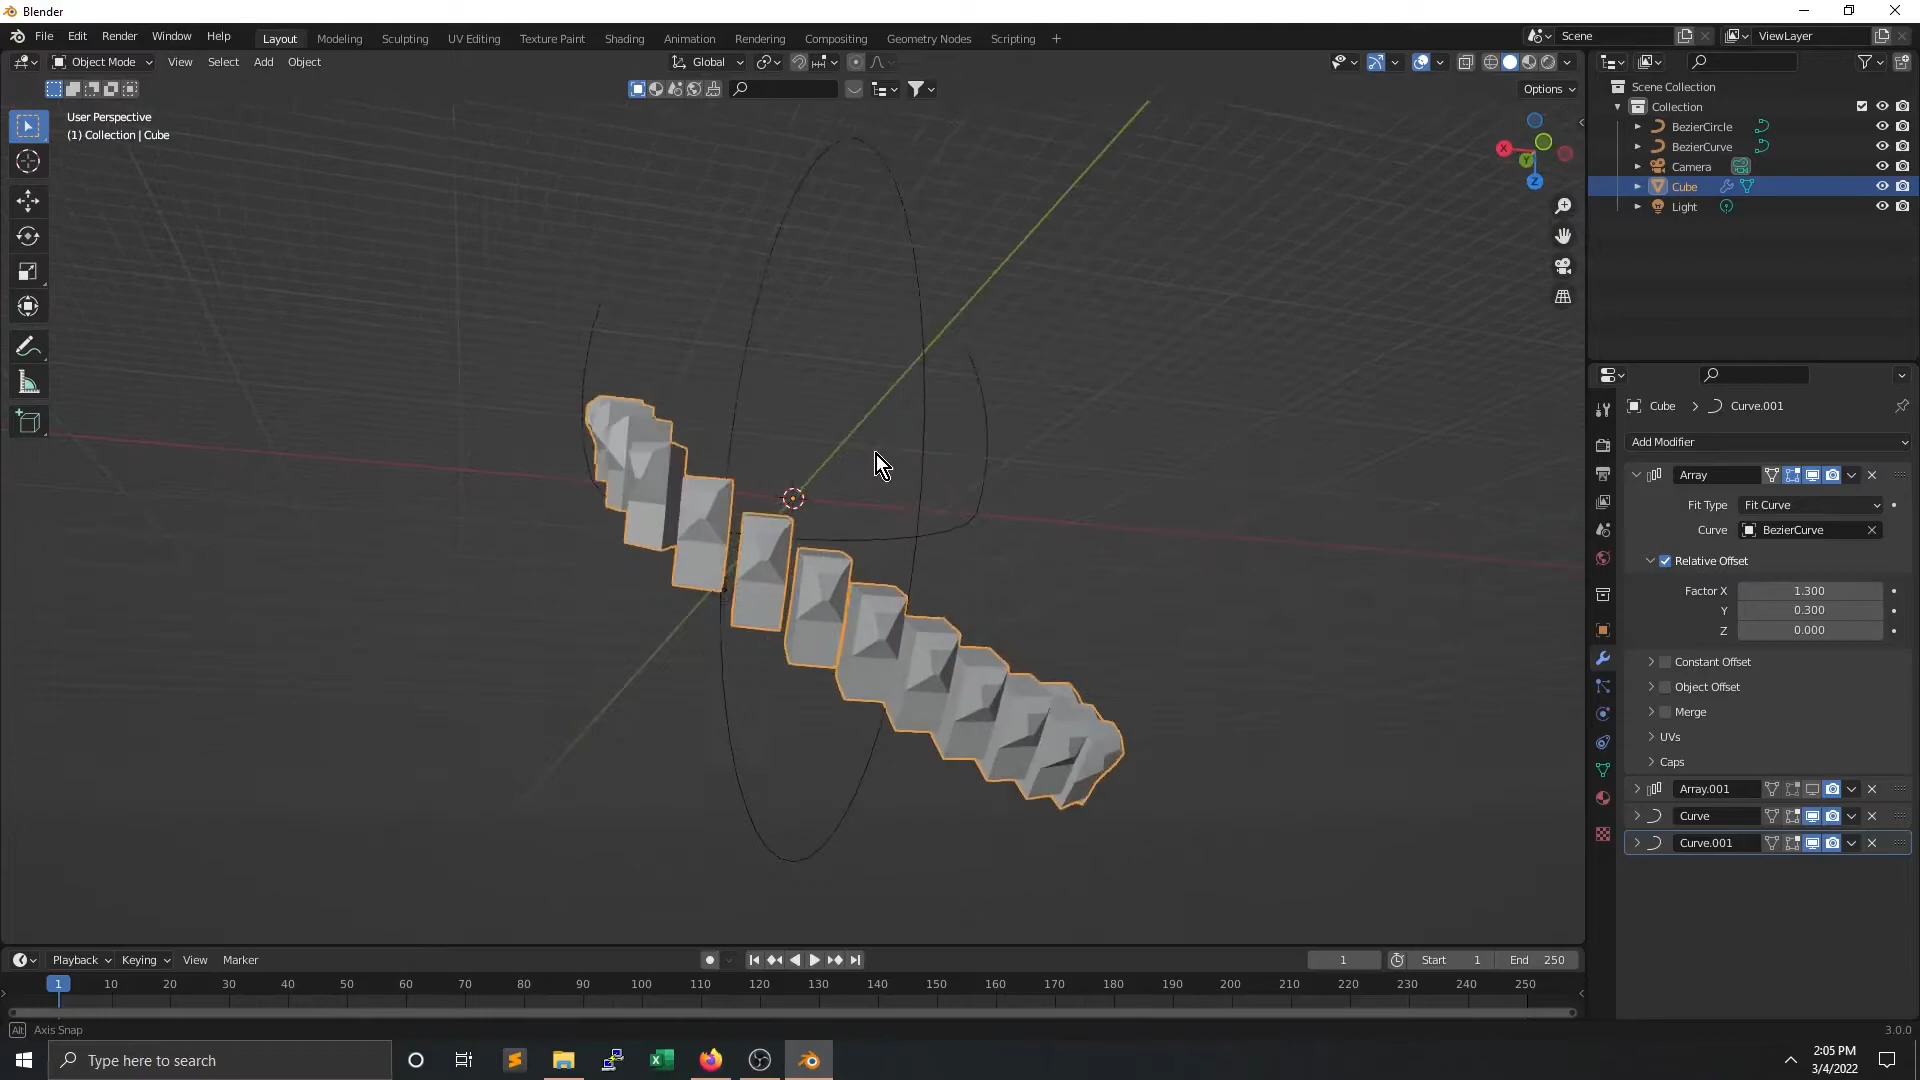 Blender
File Edit Render Window Help Layout Modeling Sculpting UV Editing Texture Paint Shading Animation Rendering Compositing Geometry Nodes Scripting + Scene ViewLayer
Object Mode View Select Add Object Global
Options
User Perspective
(1) Collection | Cube
X
Y
Z
Scene Collection
Collection
BezierCircle
BezierCurve
Camera
Cube
Light
Cube > Curve.001
Add Modifier
Array
Fit Type Fit Curve
Curve BezierCurve
Relative Offset
Factor X 1.300
Y 0.300
Z 0.000
Constant Offset
Object Offset
Merge
UVs
Caps
Array.001
Curve
Curve.001
Playback Keying View Marker 1 Start 1 End 250
1 10 20 30 40 50 60 70 80 90 100 110 120 130 140 150 160 170 180 190 200 210 220 230 240 250
Alt Axis Snap 3.0.0
Type here to search
2:05 PM
3/4/2022